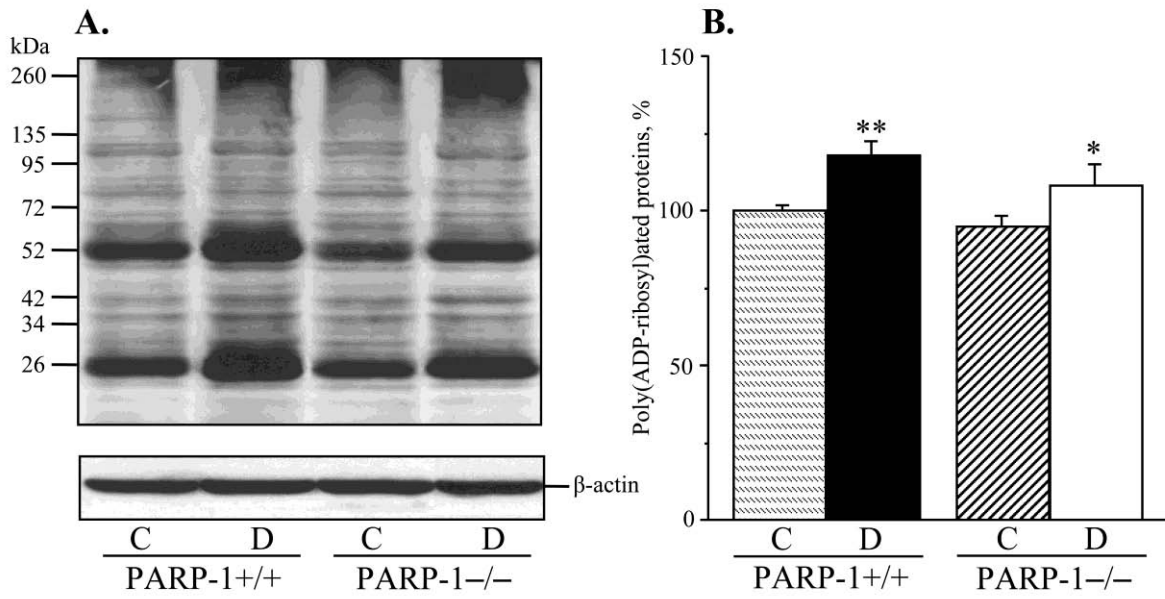 A.
kDa
260
135
95
72
52
42
34
26
β-actin
C D C D
PARP-1+/+ PARP-1−/−
B.
Poly(ADP-ribosyl)ated proteins, %
150
100
50
0
**
*
C D C D
PARP-1+/+ PARP-1−/−